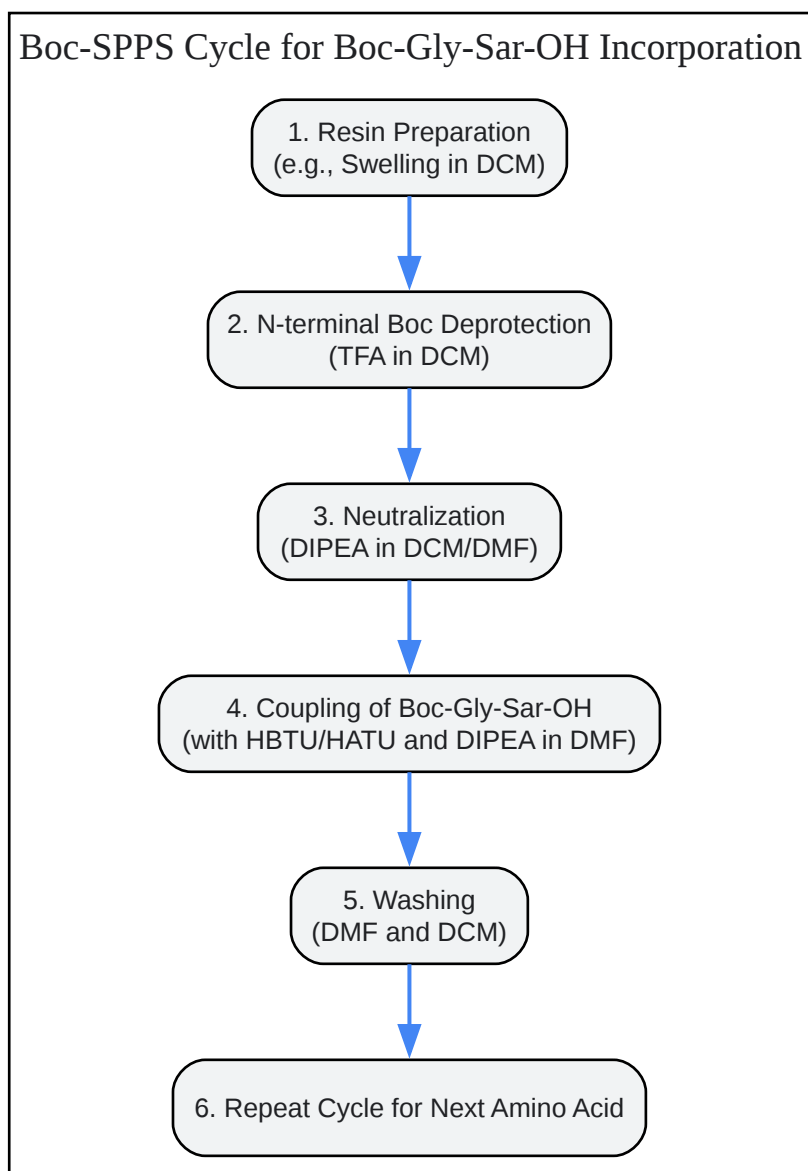 Boc-SPPS Cycle for Boc-Gly-Sar-OH Incorporation
1. Resin Preparation
(e.g., Swelling in DCM)
2. N-terminal Boc Deprotection
(TFA in DCM)
3. Neutralization
(DIPEA in DCM/DMF)
4. Coupling of Boc-Gly-Sar-OH
(with HBTU/HATU and DIPEA in DMF)
5. Washing
(DMF and DCM)
6. Repeat Cycle for Next Amino Acid